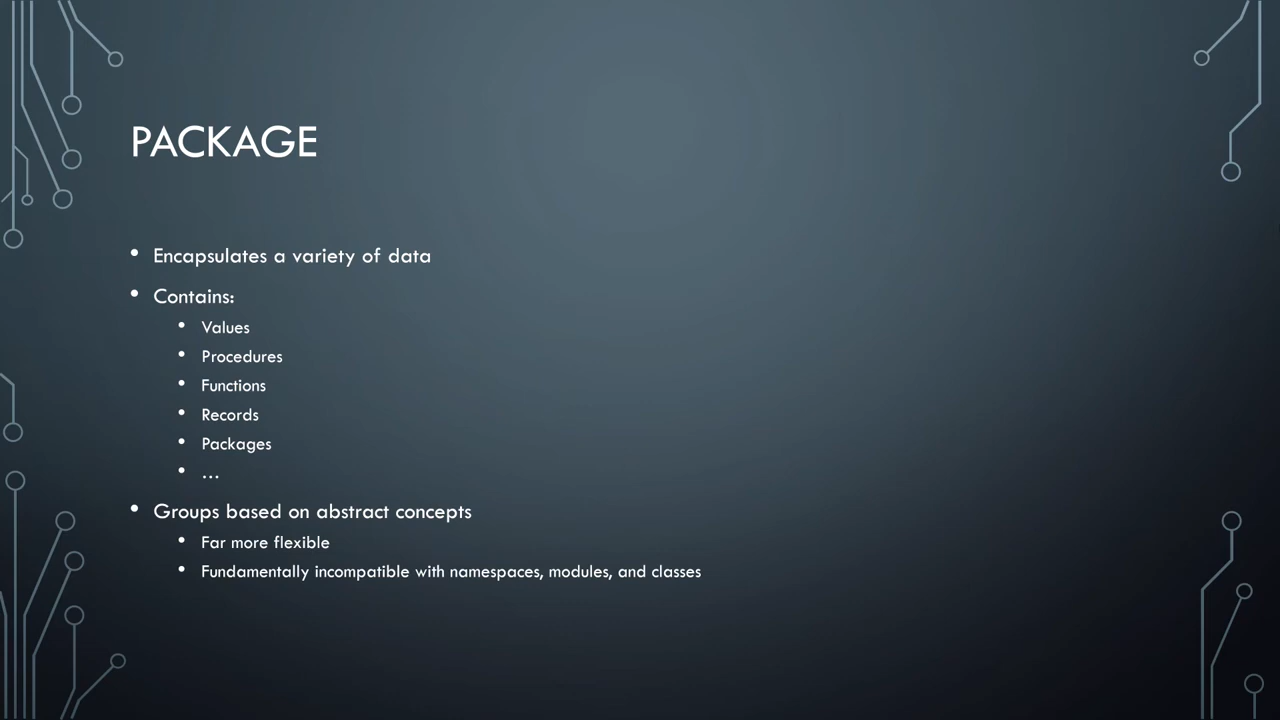 PACKAGE
• Encapsulates a variety of data
• Contains:
• Values
• Procedures
• Functions
• Records
• Packages
• …
• Groups based on abstract concepts
• Far more flexible
• Fundamentally incompatible with namespaces, modules, and classes